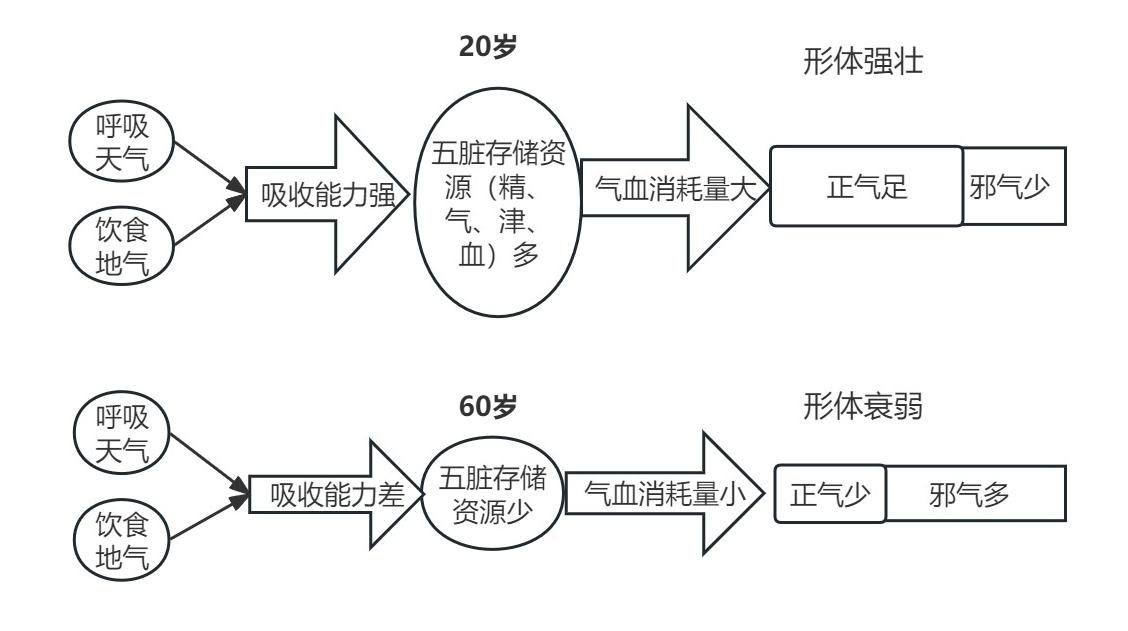 20岁
形体强壮
呼吸
天气
饮食
地气
吸收能力强
五脏存储资
源（精、
气、津、
血）多
气血消耗量大
正气足
邪气少
60岁
形体衰弱
呼吸
天气
饮食
地气
吸收能力差
五脏存储
资源少
气血消耗量小
正气少
邪气多